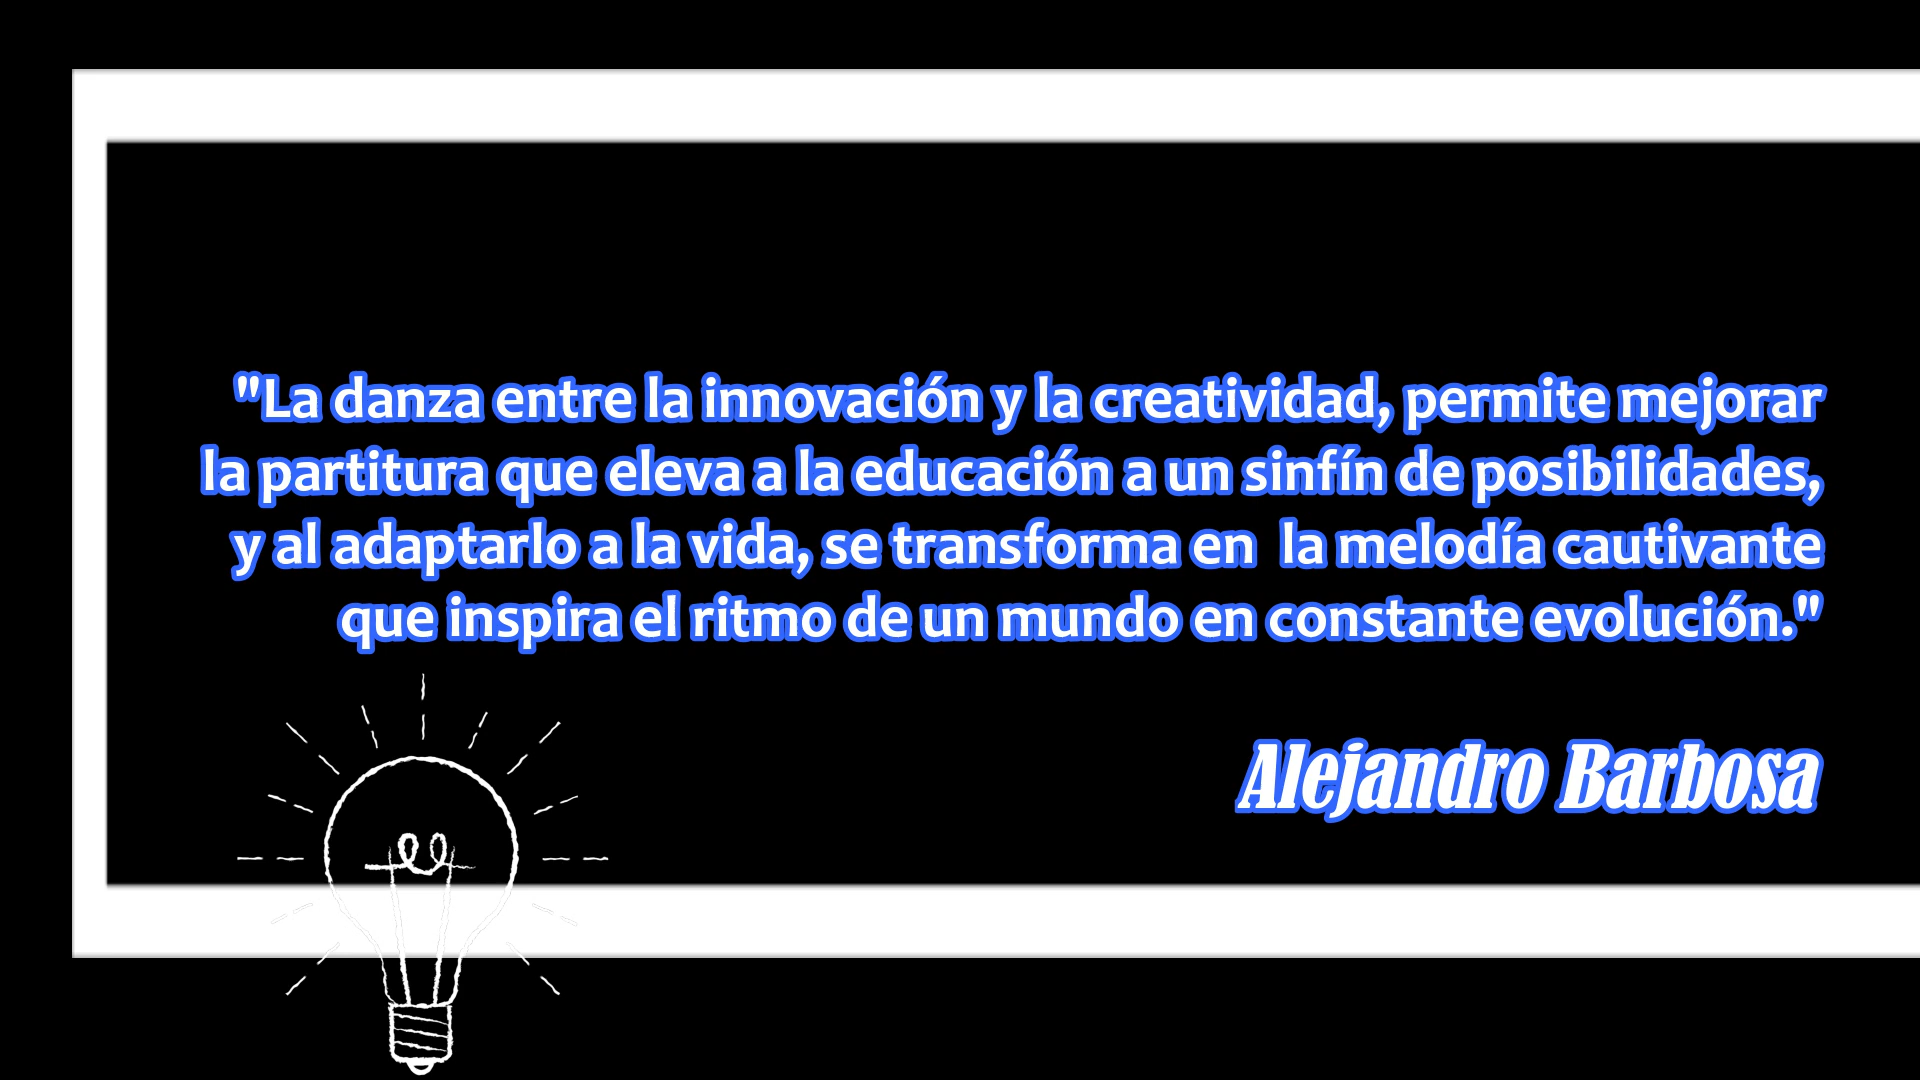 "La danza entre la innovación y la creatividad, permite mejorar
la partitura que eleva a la educación a un sinfín de posibilidades,
y al adaptarlo a la vida, se transforma en  la melodía cautivante
que inspira el ritmo de un mundo en constante evolución."
Alejandro Barbosa